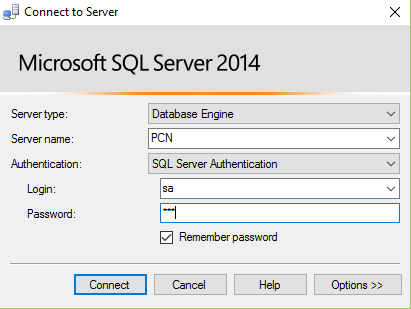 Connect to Server
Microsoft SQL Server 2014
Server type: Database Engine
Server name: PCN
Authentication: SQL Server Authentication
Login: sa
Password: ***
Remember password
Connect Cancel Help Options >>